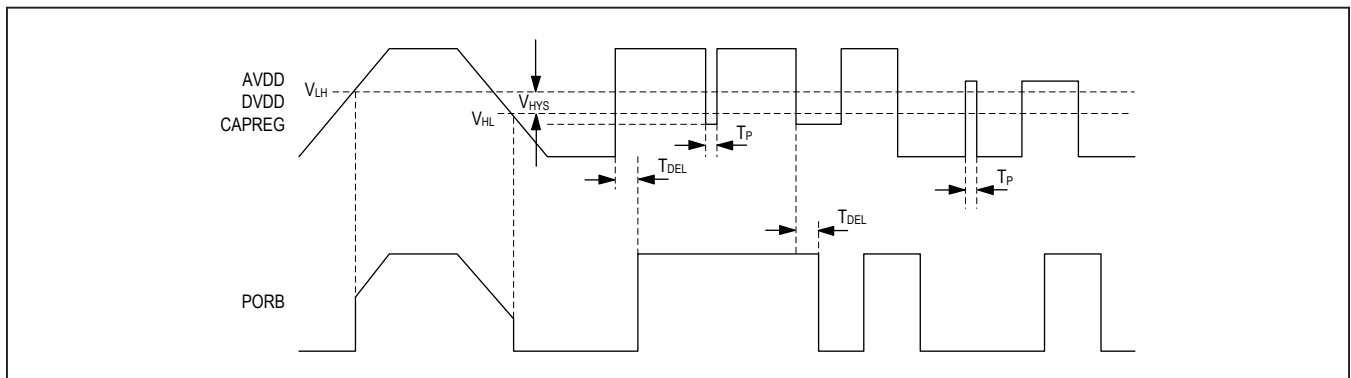 AVDD
DVDD
CAPREG
VLH
VHYS
VHL
TP
TDEL
TP
TDEL
PORB